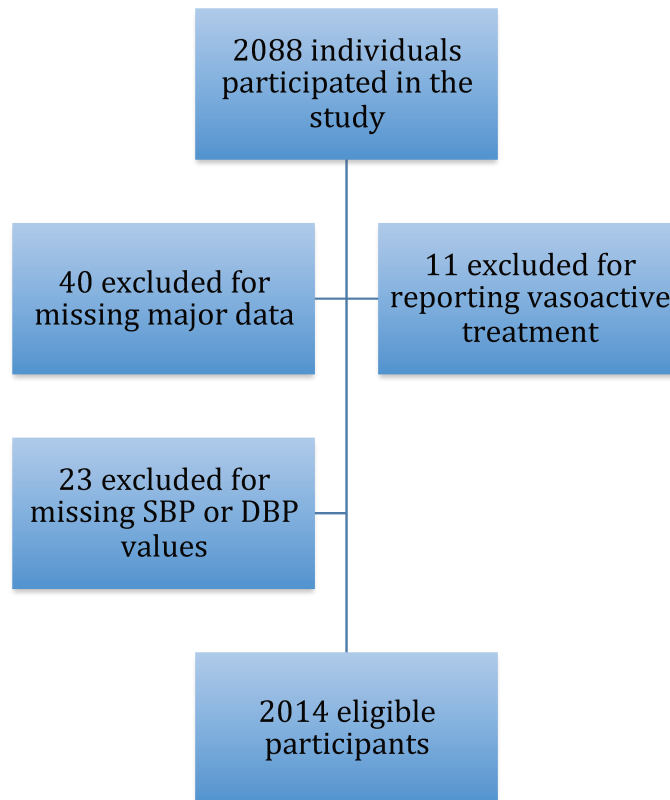 2088 individuals
participated in the
study
40 excluded for
missing major data
11 excluded for
reporting vasoactive
treatment
23 excluded for
missing SBP or DBP
values
2014 eligible
participants